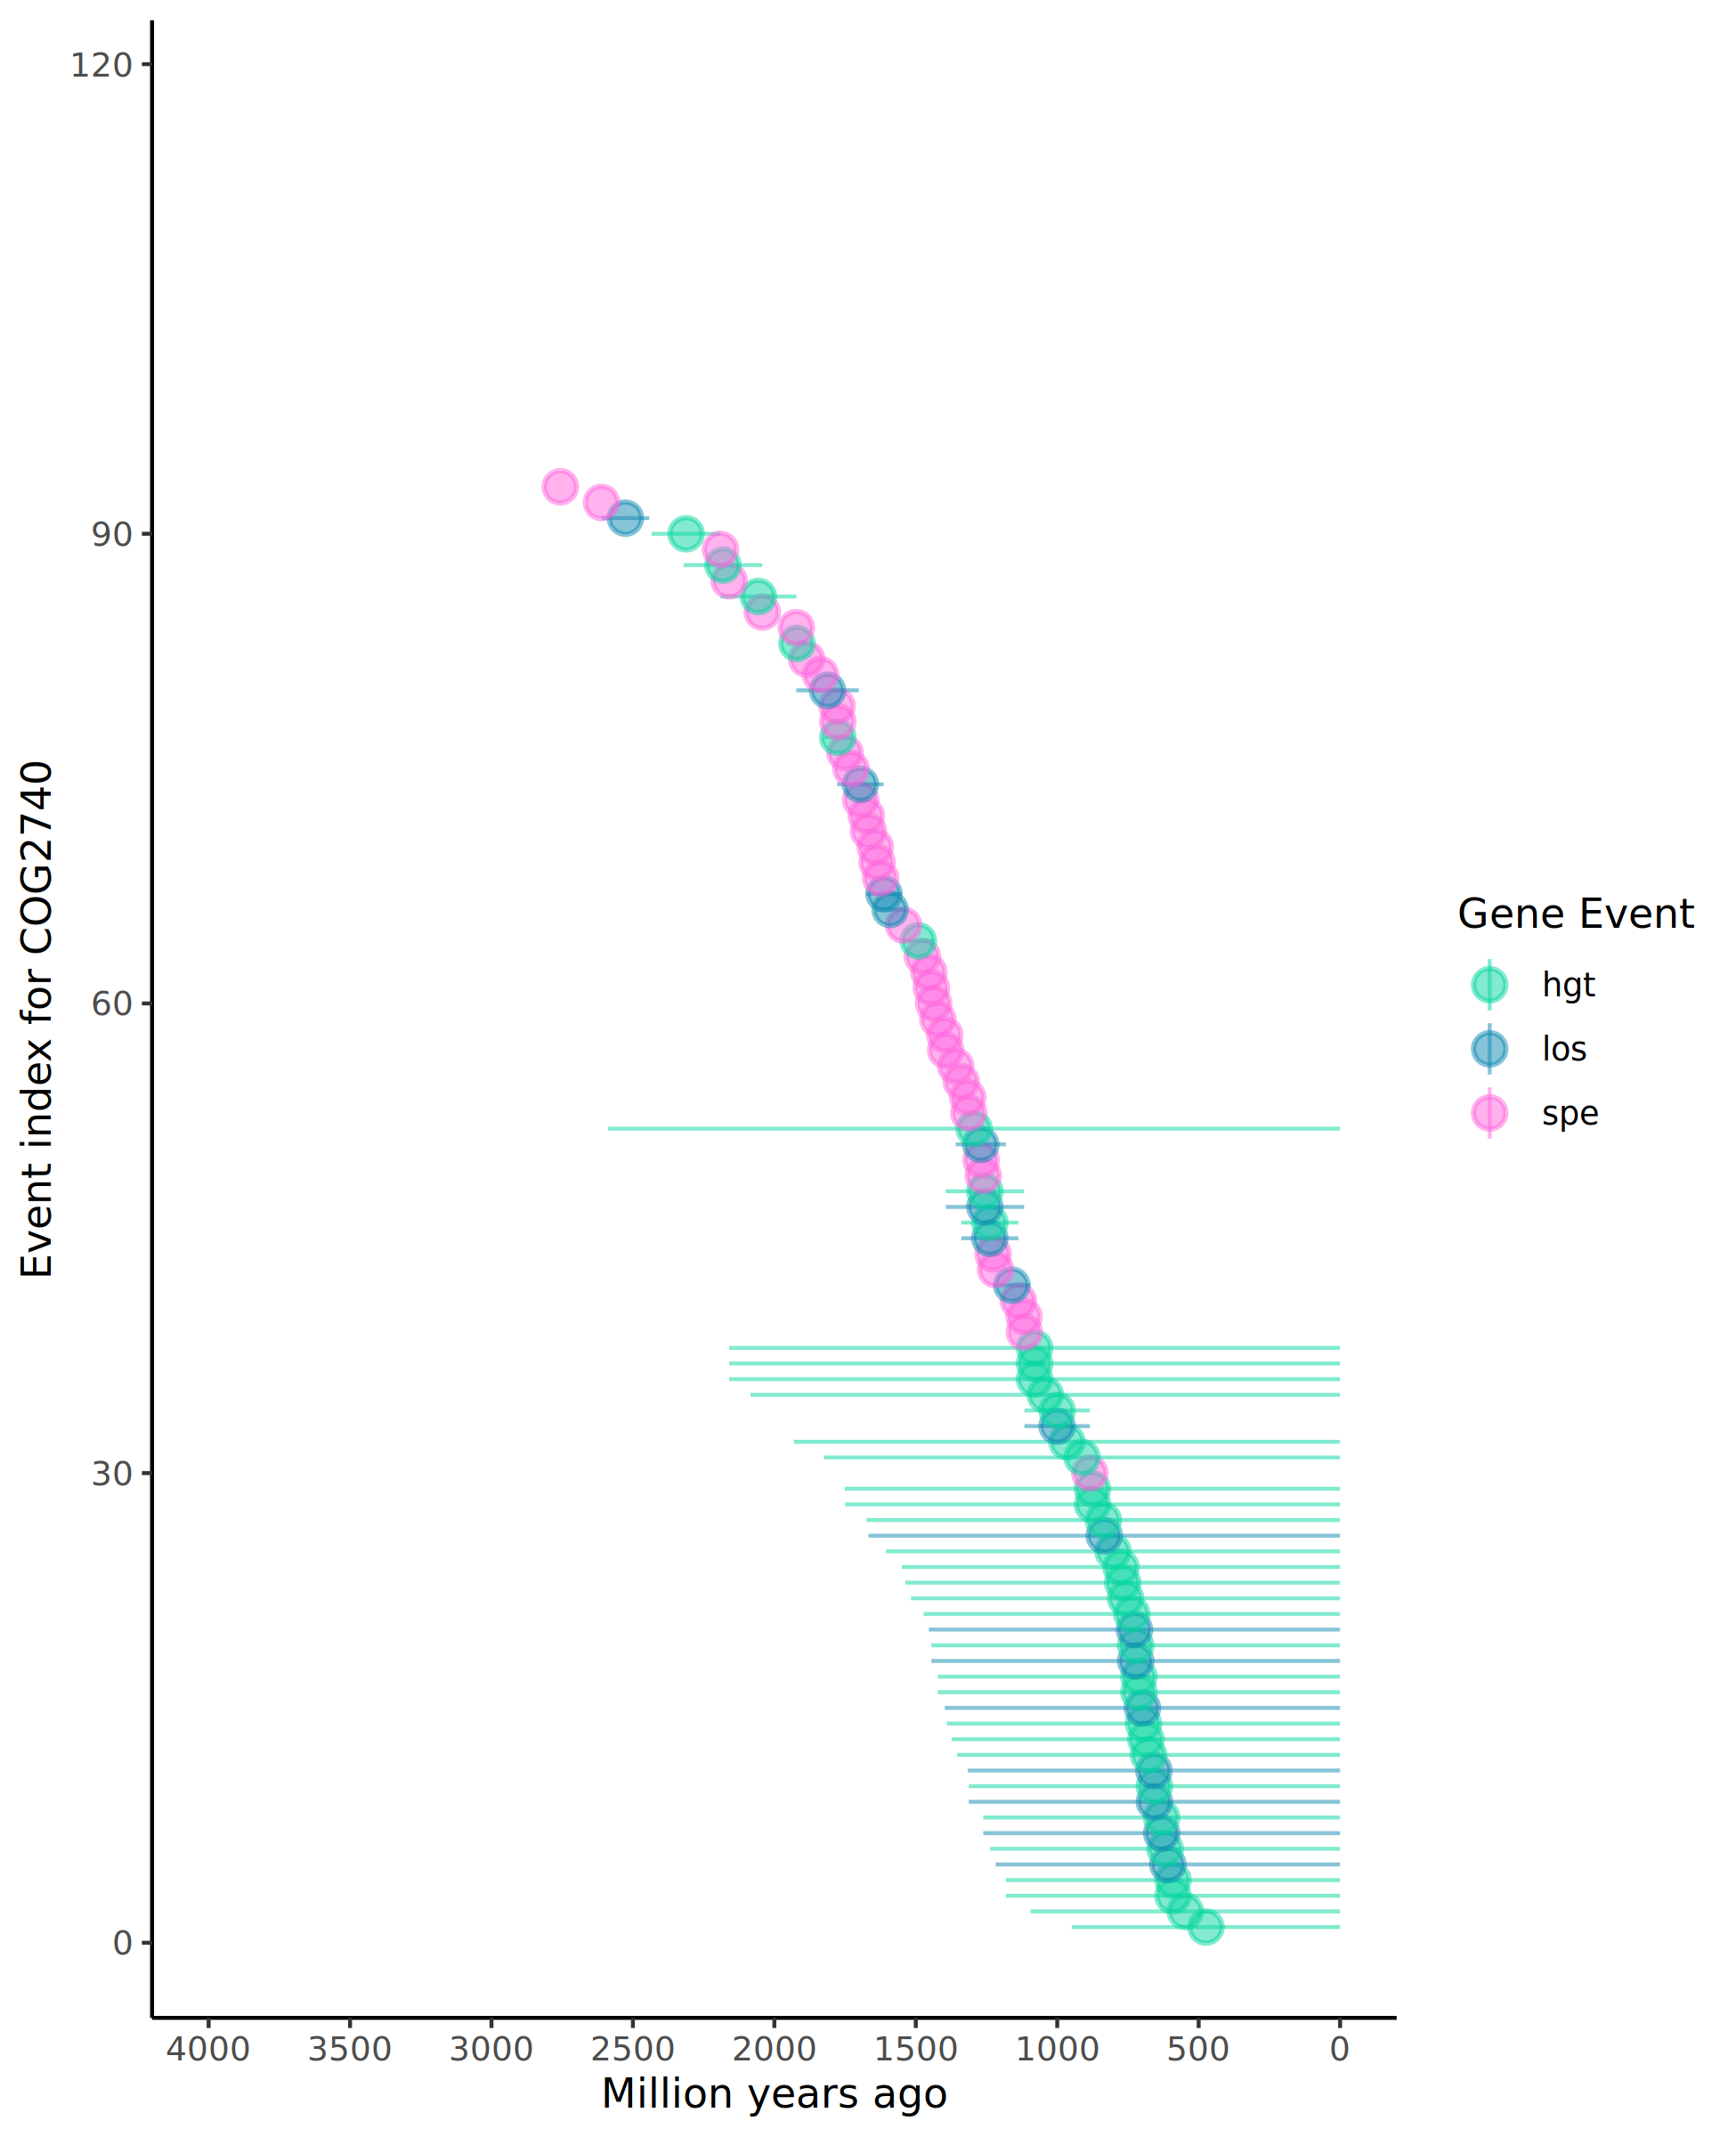 Event index for COG2740
120
90
60
30
0
4000 3500 3000 2500 2000 1500 1000 500 0
Million years ago
Gene Event
hgt
los
spe